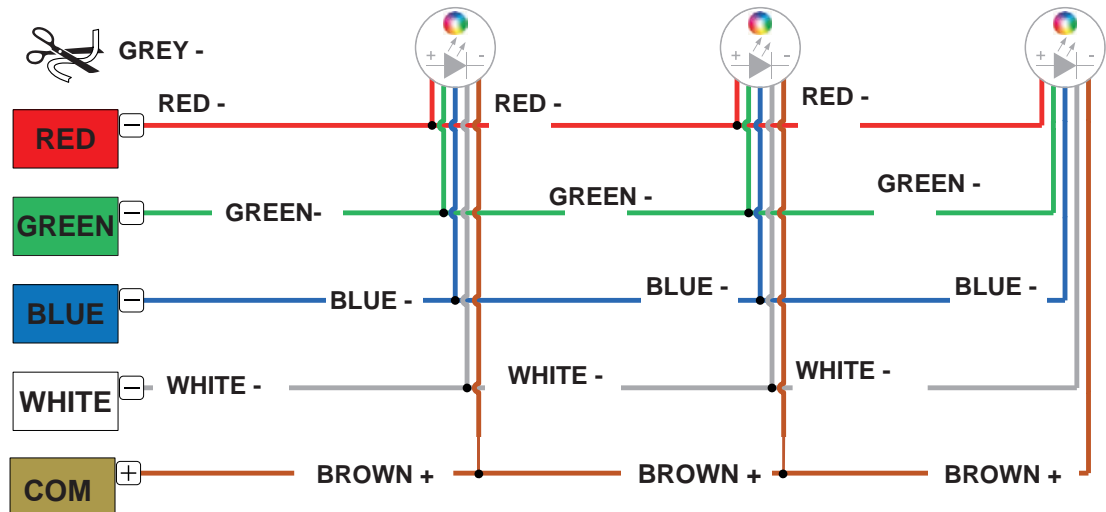 GREY -
+ - + - + -
RED - RED - RED -
RED -
GREEN - GREEN- GREEN - GREEN -
BLUE - BLUE - BLUE - BLUE -
WHITE - WHITE - WHITE - WHITE -
COM + BROWN + BROWN + BROWN +